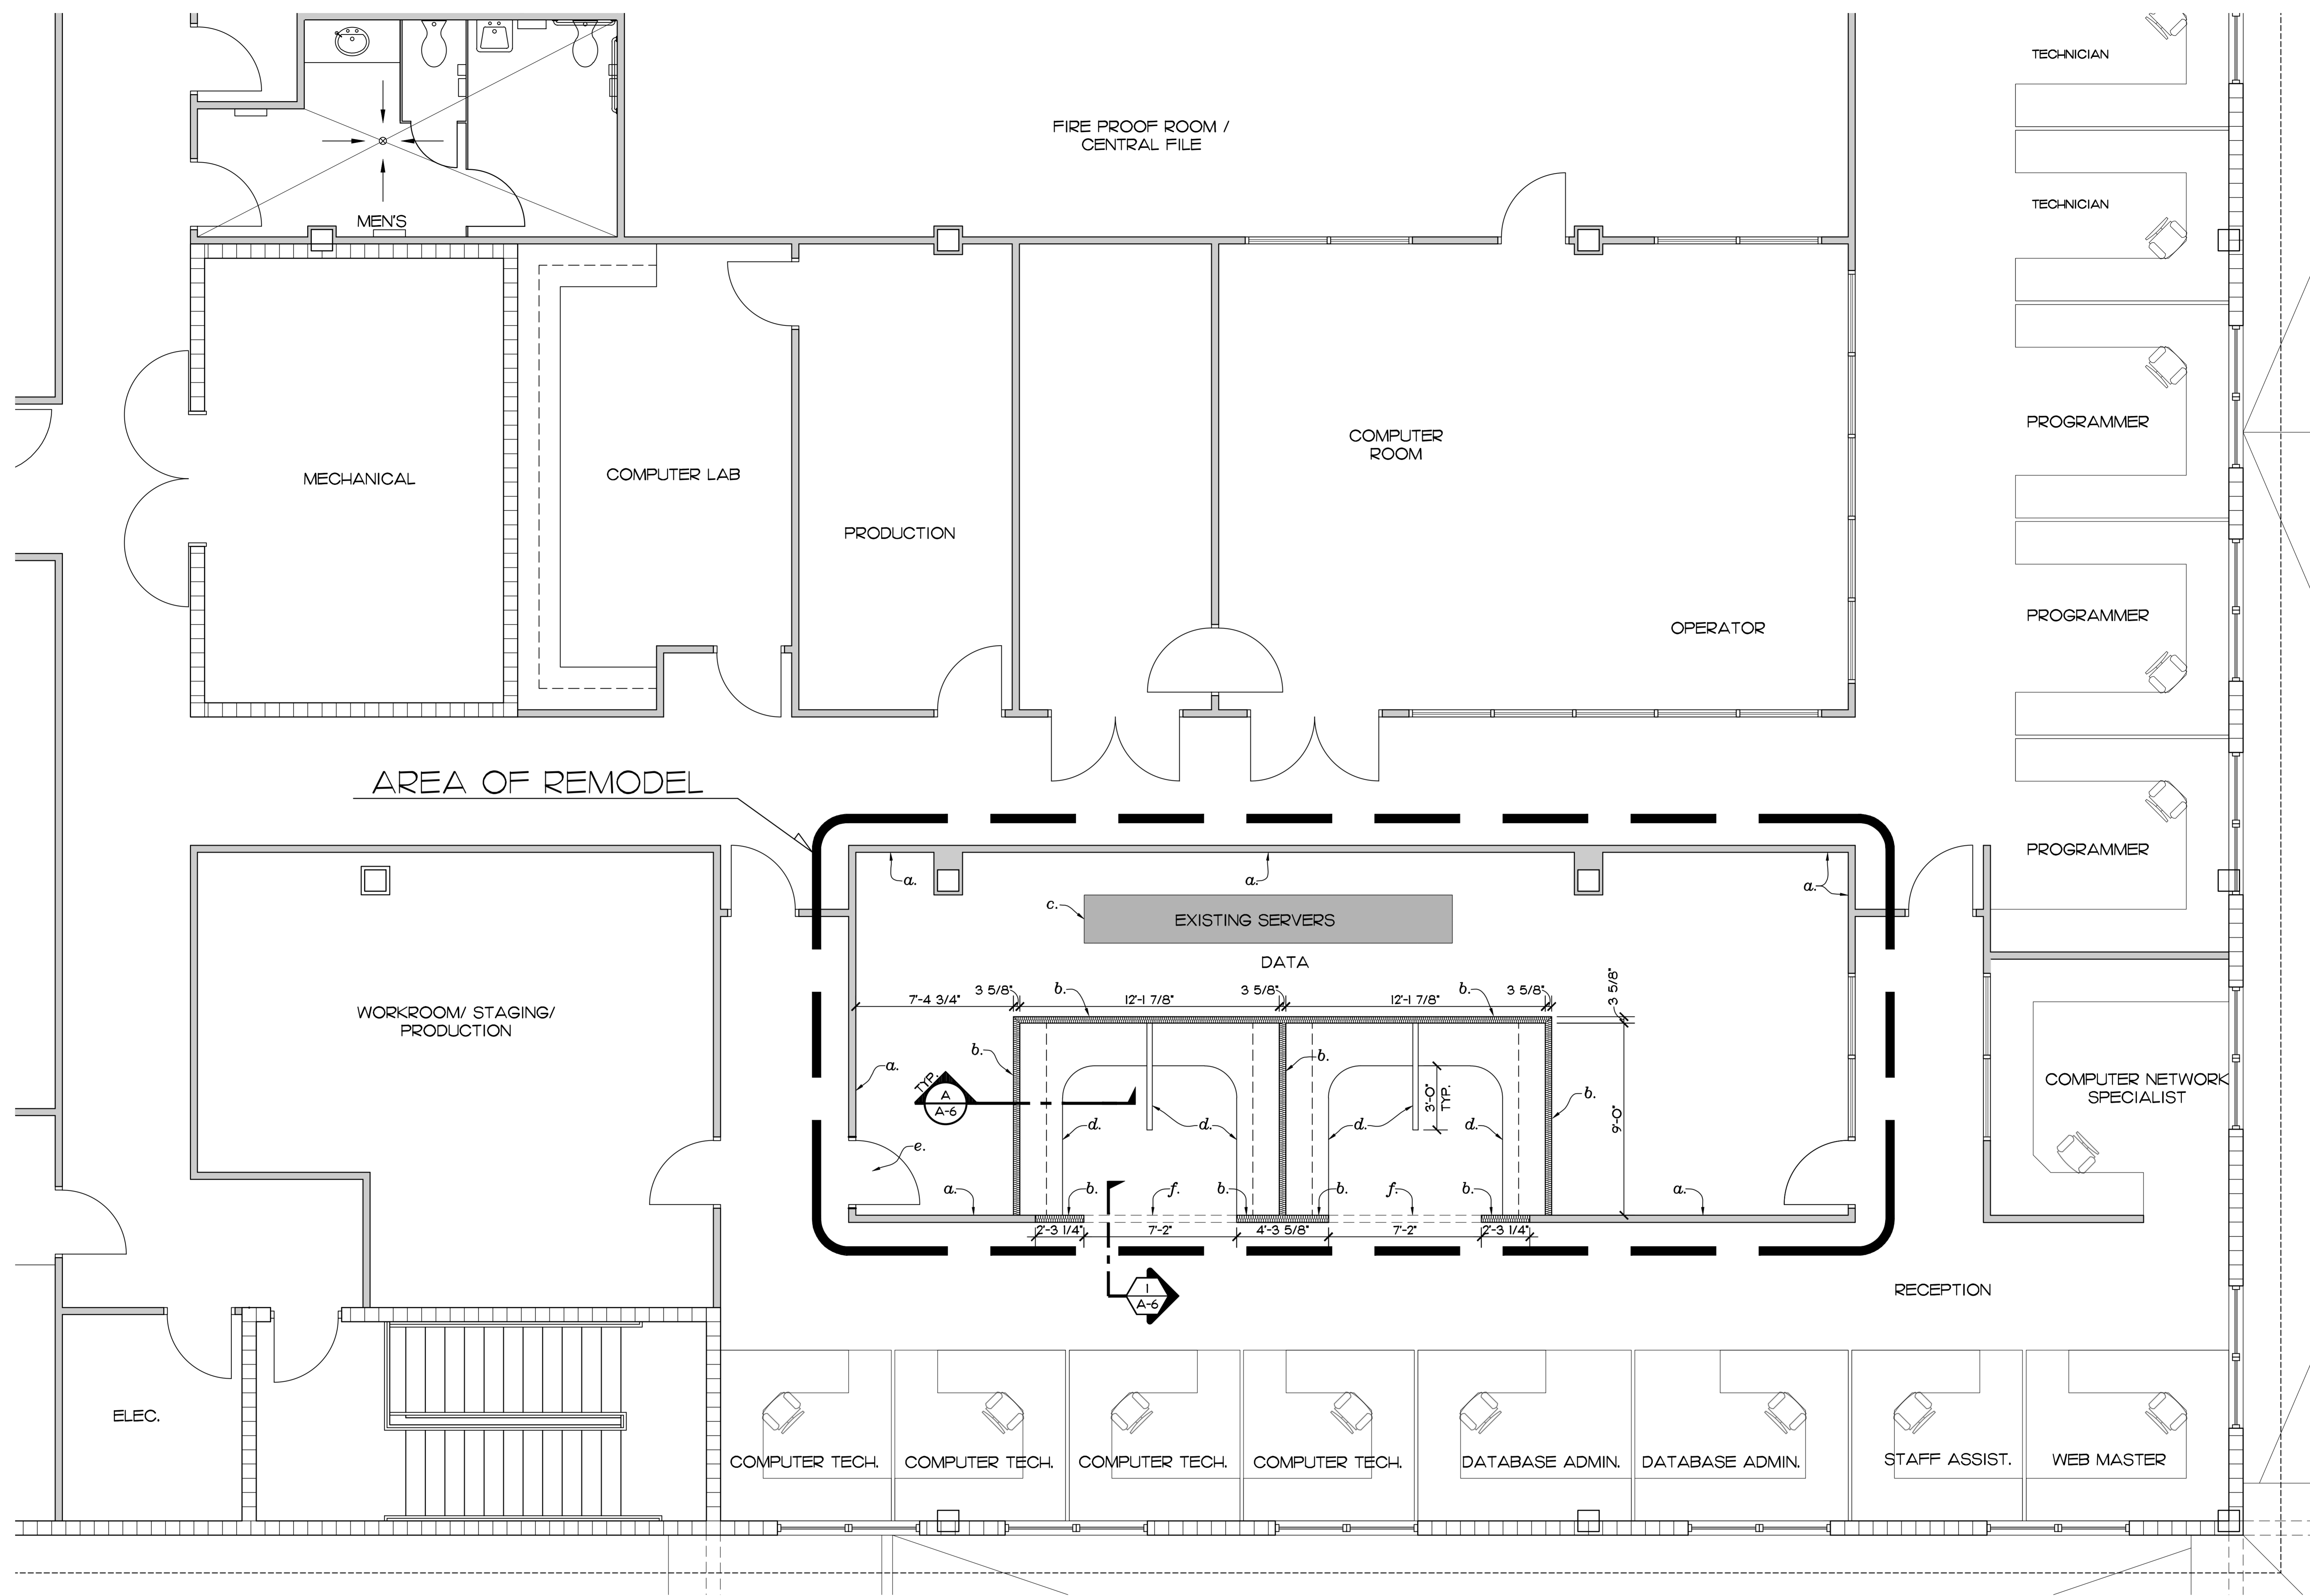 TECHNICIAN
FIRE PROOF ROOM /
CENTRAL FILE
TECHNICIAN
MEN'S
PROGRAMMER
COMPUTER
ROOM
MECHANICAL
COMPUTER LAB
PRODUCTION
PROGRAMMER
OPERATOR
AREA OF REMODEL
PROGRAMMER
a.
a.
a.
c.
EXISTING SERVERS
DATA
7'-4 3/4"
3 5/8"
b.
12'-1 7/8"
3 5/8"
12'-1 7/8"
b.
3 5/8"
3 5/8"
WORKROOM/ STAGING/
PRODUCTION
b.
b.
a.
TYP.
A
A-6
3'-0"
TYP.
b.
9'-0"
COMPUTER NETWORK
SPECIALIST
d.
d.
d.
d.
e.
a.
b.
f.
b.
b.
f.
b.
a.
2'-3 1/4"
7'-2"
4'-3 5/8"
7'-2"
2'-3 1/4"
1
A-6
RECEPTION
ELEC.
COMPUTER TECH.
COMPUTER TECH.
COMPUTER TECH.
COMPUTER TECH.
DATABASE ADMIN.
DATABASE ADMIN.
STAFF ASSIST.
WEB MASTER